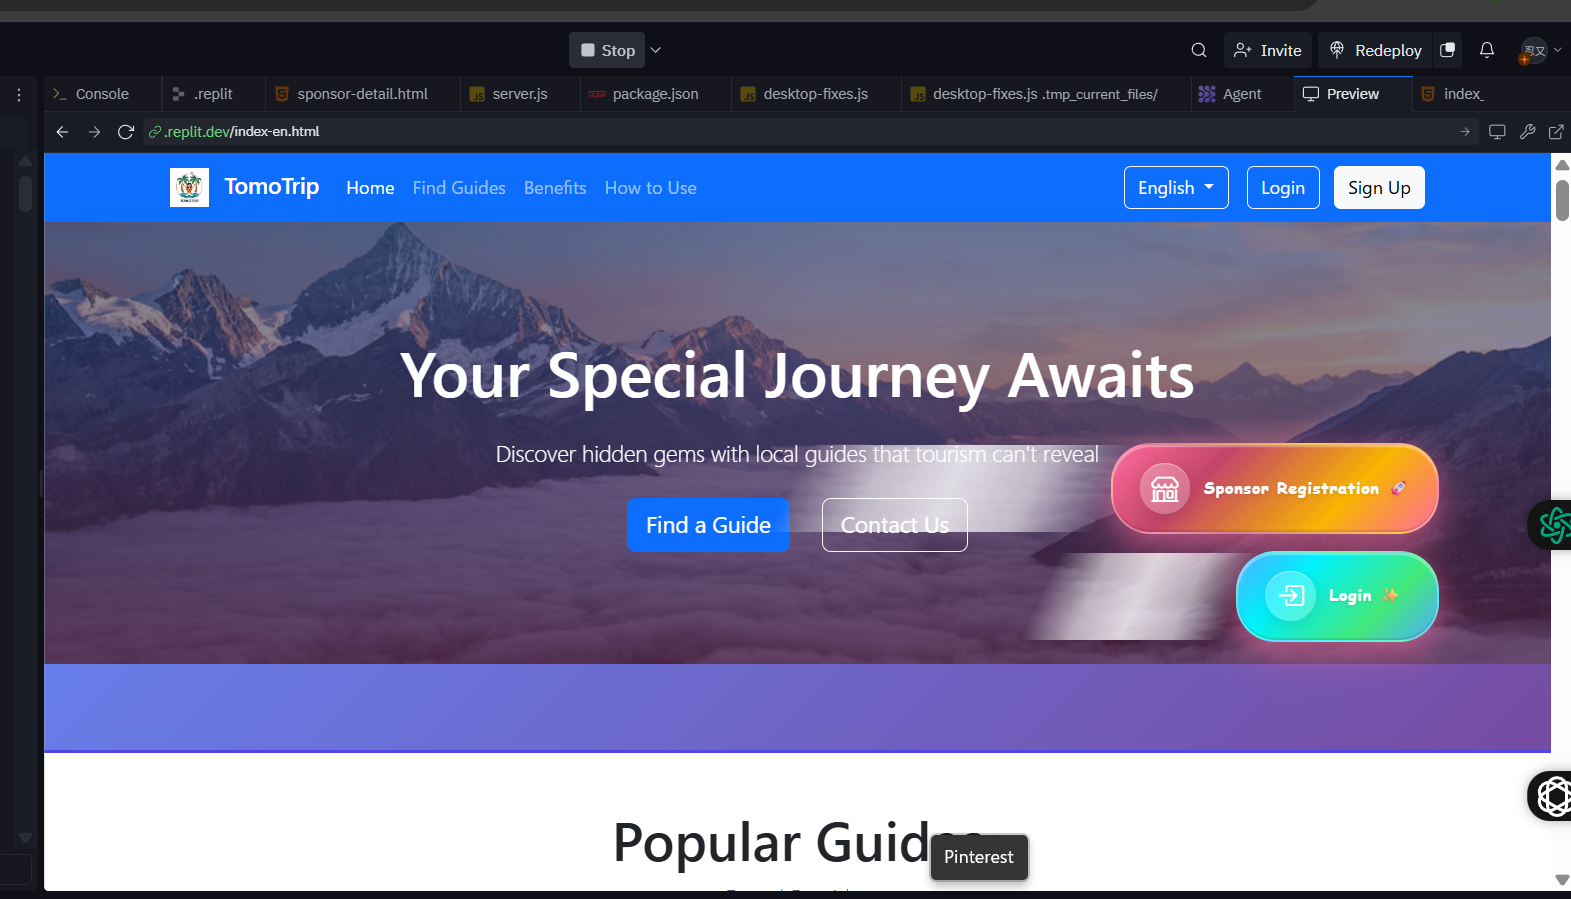 Stop
Invite
Redeploy
Console
.replit
sponsor-detail.html
server.js
package.json
desktop-fixes.js
desktop-fixes.js .tmp_current_files/
Agent
Preview
index_
.replit.dev/index-en.html
TomoTrip
Home
Find Guides
Benefits
How to Use
English
Login
Sign Up
Your Special Journey Awaits
Discover hidden gems with local guides that tourism can't reveal
Find a Guide
Contact Us
Sponsor Registration 🚀
Login ✨
Popular Guides
Pinterest